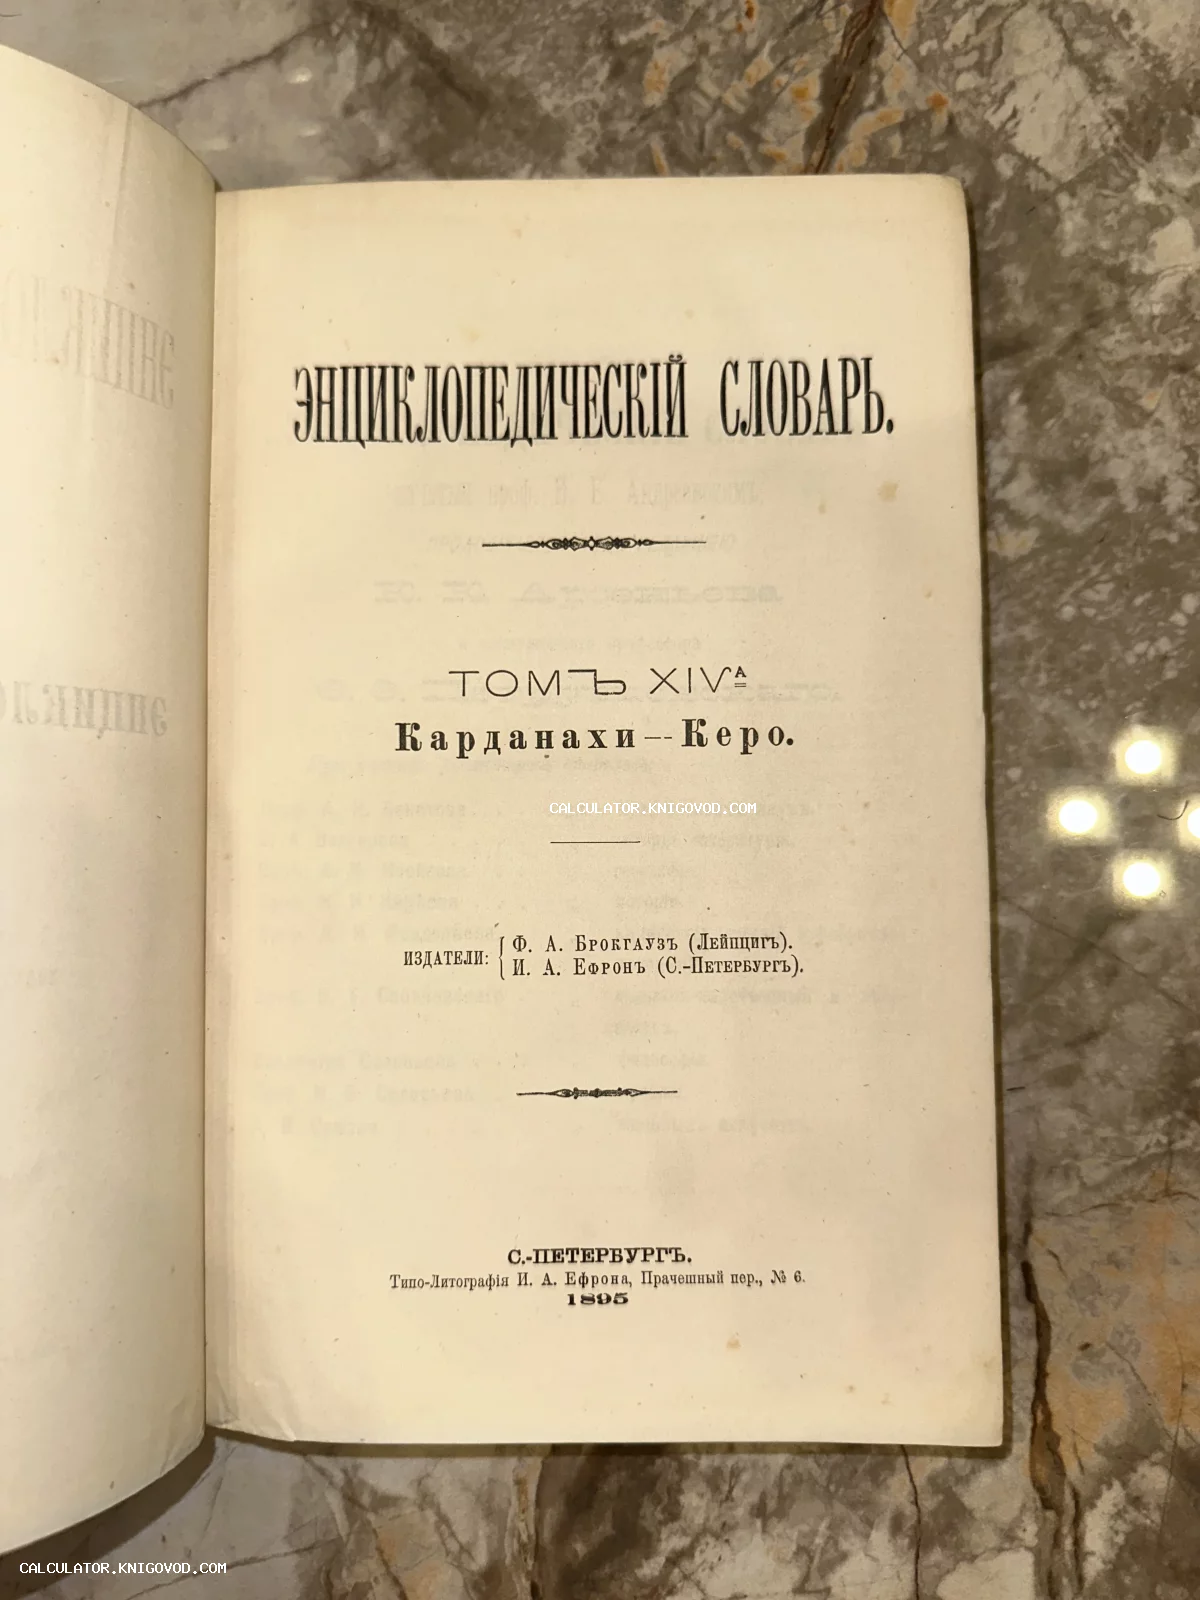 ЭНЦИКЛОПЕДИЧЕСКІЙ СЛОВАРЬ.
ТОМЪ XIVА
Карданахи—Керо.
CALCULATOR.KNIGOVOD.COM
ИЗДАТЕЛИ: Ф. А. БРОКГАУЗЪ (ЛЕЙПЦИГЪ).
И. А. ЕФРОНЪ (С.-ПЕТЕРБУРГЪ).
С.-ПЕТЕРБУРГЪ.
Типо-Литографія И. А. Ефрона, Прачешный пер., № 6.
1895
CALCULATOR.KNIGOVOD.COM